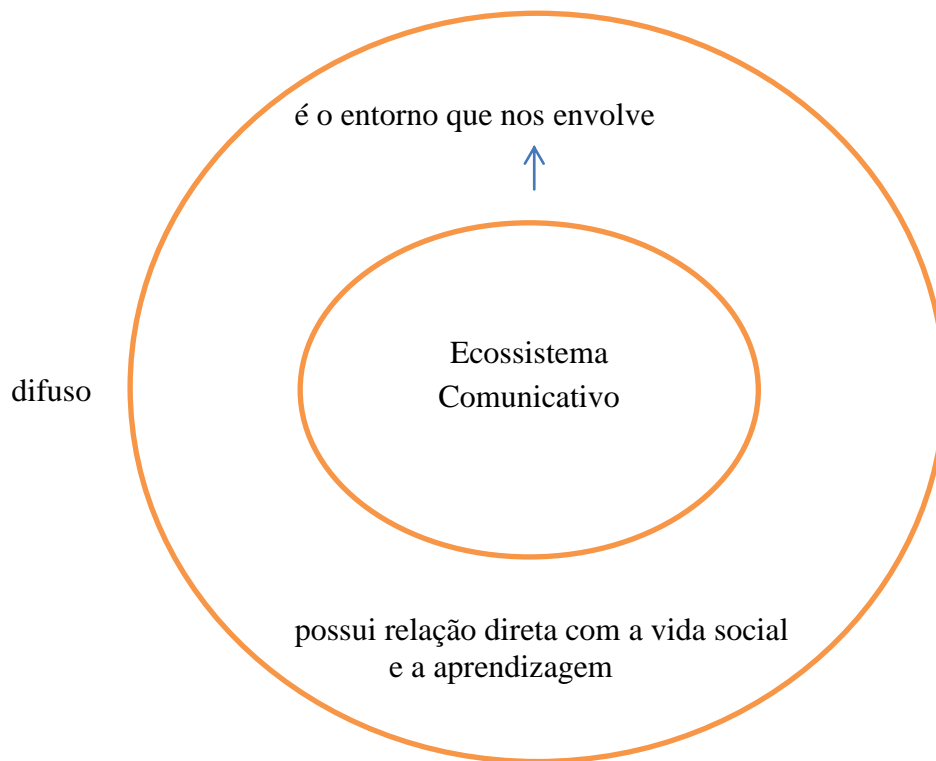 é o entorno que nos envolve
Ecossistema
Comunicativo
difuso
possui relação direta com a vida social
e a aprendizagem